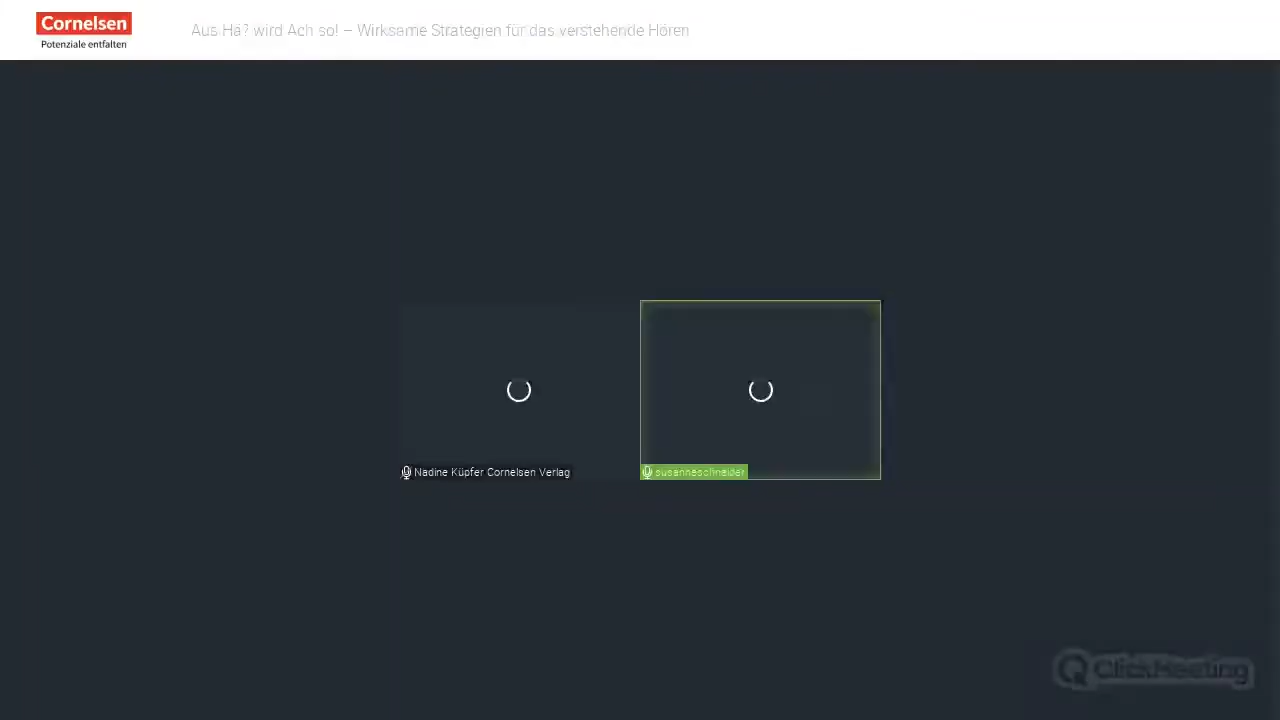 Cornelsen
Potenziale entfalten
Aus Hä? wird Ach so! – Wirksame Strategien für das verstehende Hören
Nadine Küpfer Cornelsen Verlag
susanneschneider
ClickMeeting